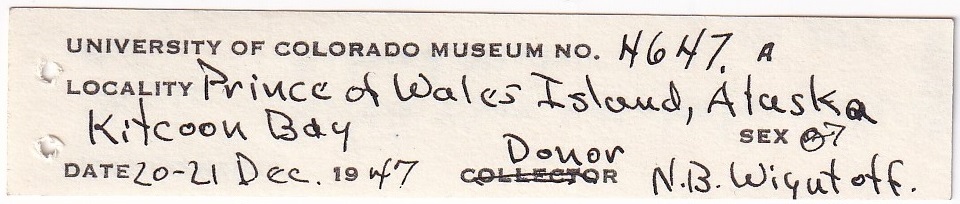 UNIVERSITY OF COLORADO MUSEUM NO. 4647. A
LOCALITY Prince of Wales Island, Alaska
Kitcoon Bay SEX
DATE 20-21 Dec. 1947 COLLECTOR Donor N.B. Wigutoff.